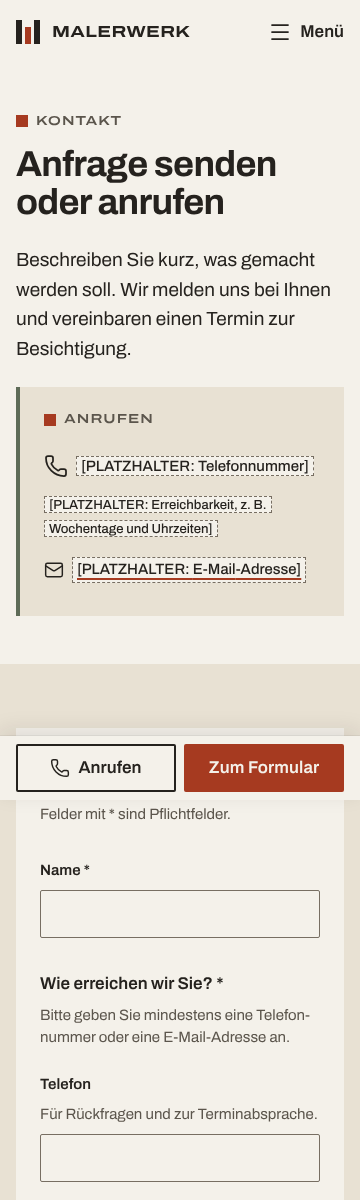 MALERWERK
Menü
KONTAKT
Anfrage senden
oder anrufen
Beschreiben Sie kurz, was gemacht
werden soll. Wir melden uns bei Ihnen
und vereinbaren einen Termin zur
Besichtigung.
ANRUFEN
[PLATZHALTER: Telefonnummer]
[PLATZHALTER: Erreichbarkeit, z. B.
Wochentage und Uhrzeiten]
[PLATZHALTER: E-Mail-Adresse]
Anrufen
Zum Formular
Felder mit * sind Pflichtfelder.
Name *
Wie erreichen wir Sie? *
Bitte geben Sie mindestens eine Telefon-
nummer oder eine E-Mail-Adresse an.
Telefon
Für Rückfragen und zur Terminabsprache.